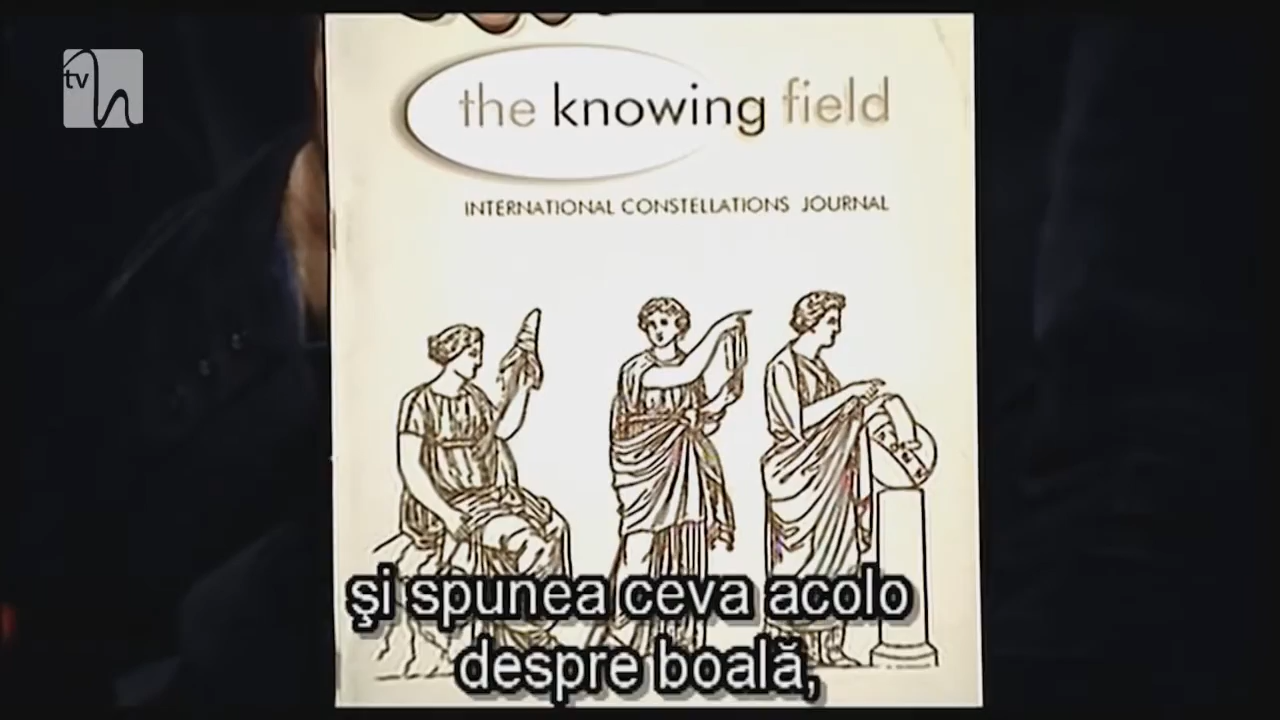 tv
the knowing field
INTERNATIONAL CONSTELLATIONS JOURNAL
şi spunea ceva acolo
despre boală,